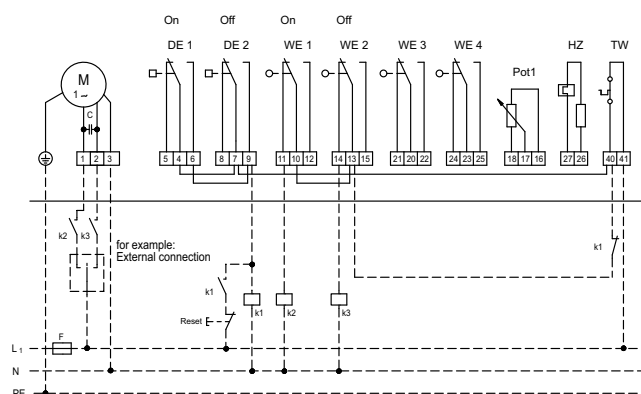 On Off On Off
DE 1 DE 2 WE 1 WE 2 WE 3 WE 4 HZ TW
Pot1
M
1~
C
1 2 3 5 4 6 8 7 9 11 10 12 14 13 15 21 20 22 24 23 25 18 17 16 27 26 40 41
k2 k3
for example:
External connection
k1
k1
Reset
k1 k2 k3
F
L1
N
PE